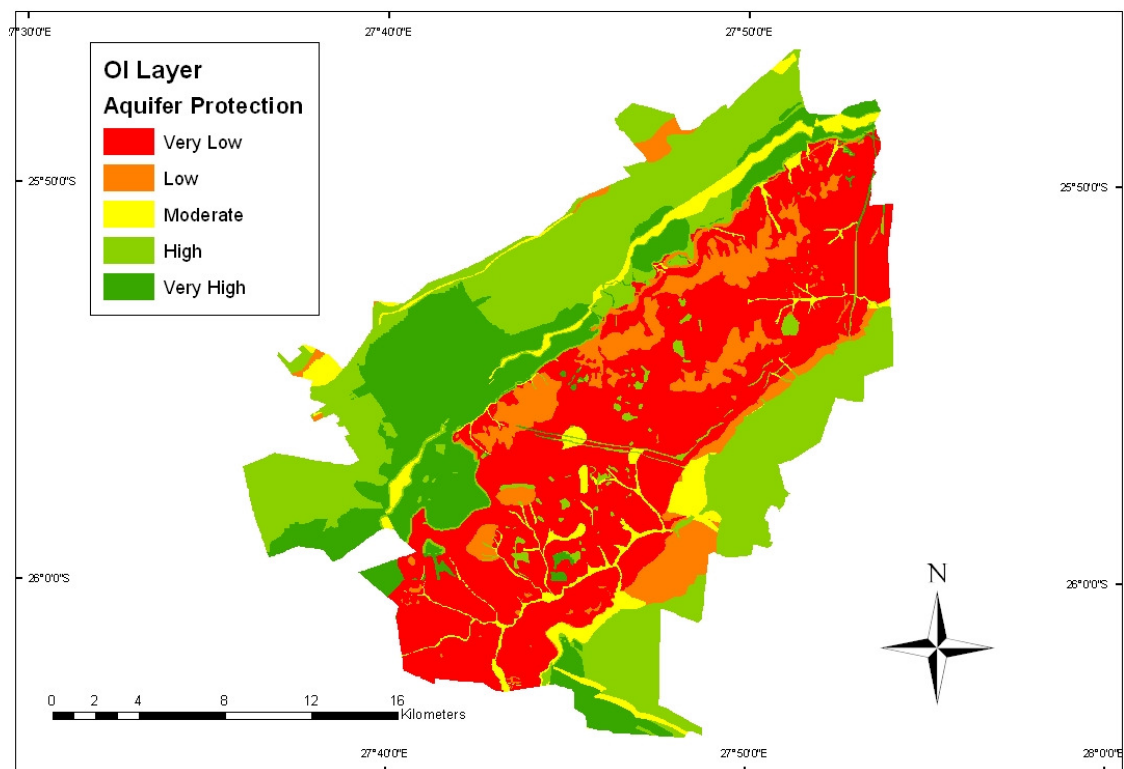 7°30'0"E
27°40'0"E
27°50'0"E
OI Layer
Aquifer Protection
Very Low
Low
Moderate
High
Very High
25°50'S
25°50'S
26°0'0"S
26°0'0"S
N
0 2 4 8 12 16
Kilometers
27°40'0"E
27°50'0"E
28°0'0"E